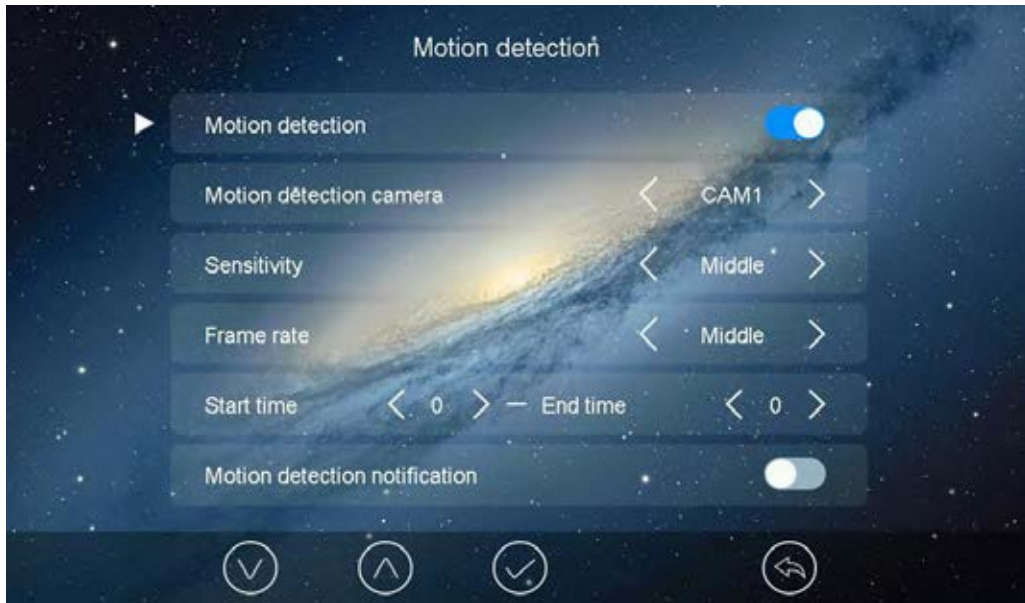 Motion detection
Motion detection
Motion detection camera CAM1
Sensitivity Middle
Frame rate Middle
Start time 0 End time 0
Motion detection notification